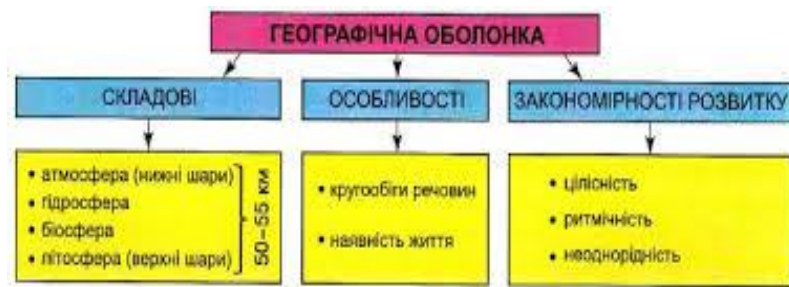 ГЕОГРАФІЧНА ОБОЛОНКА
СКЛАДОВІ
• атмосфера (нижні шари)
• гідросфера
• біосфера
• літосфера (верхні шари)
50–55 км
ОСОБЛИВОСТІ
• кругообіги речовин
• наявність життя
ЗАКОНОМІРНОСТІ РОЗВИТКУ
• цілісність
• ритмічність
• неоднорідність